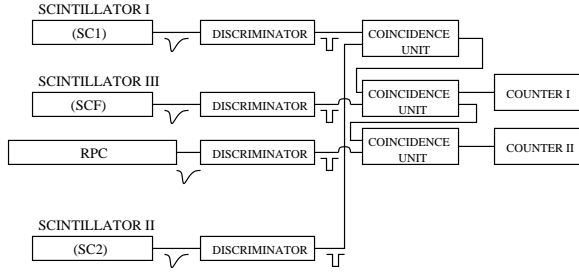 SCINTILLATOR I
(SC1)
DISCRIMINATOR
COINCIDENCE
UNIT
SCINTILLATOR III
(SCF)
DISCRIMINATOR
COINCIDENCE
UNIT
COUNTER I
RPC
DISCRIMINATOR
COINCIDENCE
UNIT
COUNTER II
SCINTILLATOR II
(SC2)
DISCRIMINATOR